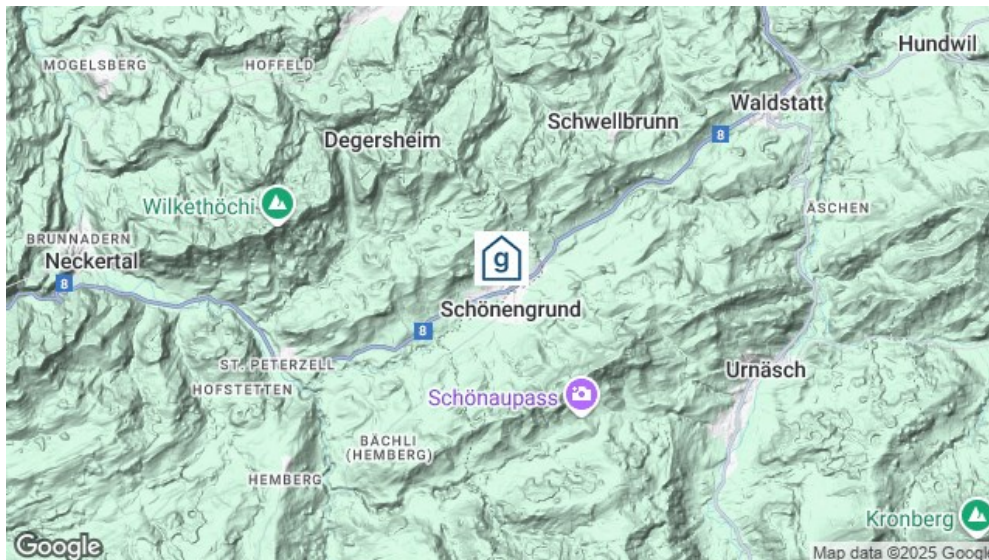 Hundwil
MOGELSBERG
HOFFELD
Waldstatt
Schwellbrunn
8
Degersheim
Wilkethöchi
ÄSCHEN
BRUNNADERN
Neckertal
8
g
Schönengrund
8
ST. PETERZELL
HOFSTETTEN
Urnäsch
Schönaupass
BÄCHLI
(HEMBERG)
HEMBERG
Kronberg
Google
Map data ©2025 Google